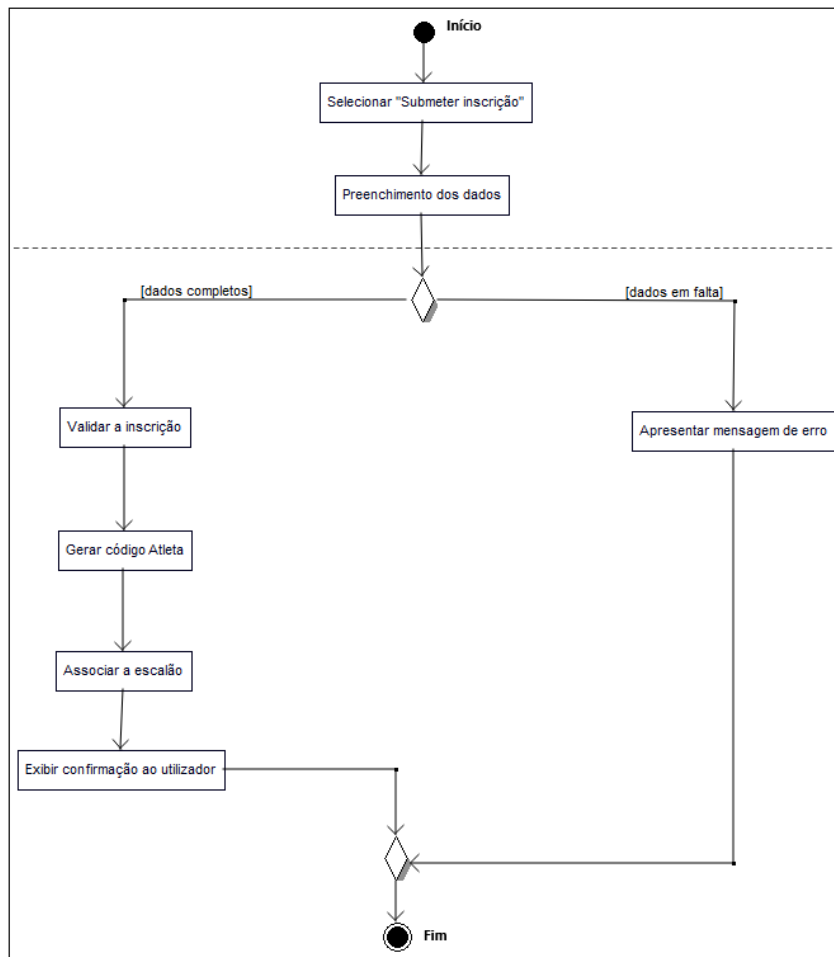 Início
Selecionar "Submeter inscrição"
Preenchimento dos dados
[dados completos]
[dados em falta]
Validar a inscrição
Apresentar mensagem de erro
Gerar código Atleta
Associar a escalão
Exibir confirmação ao utilizador
Fim